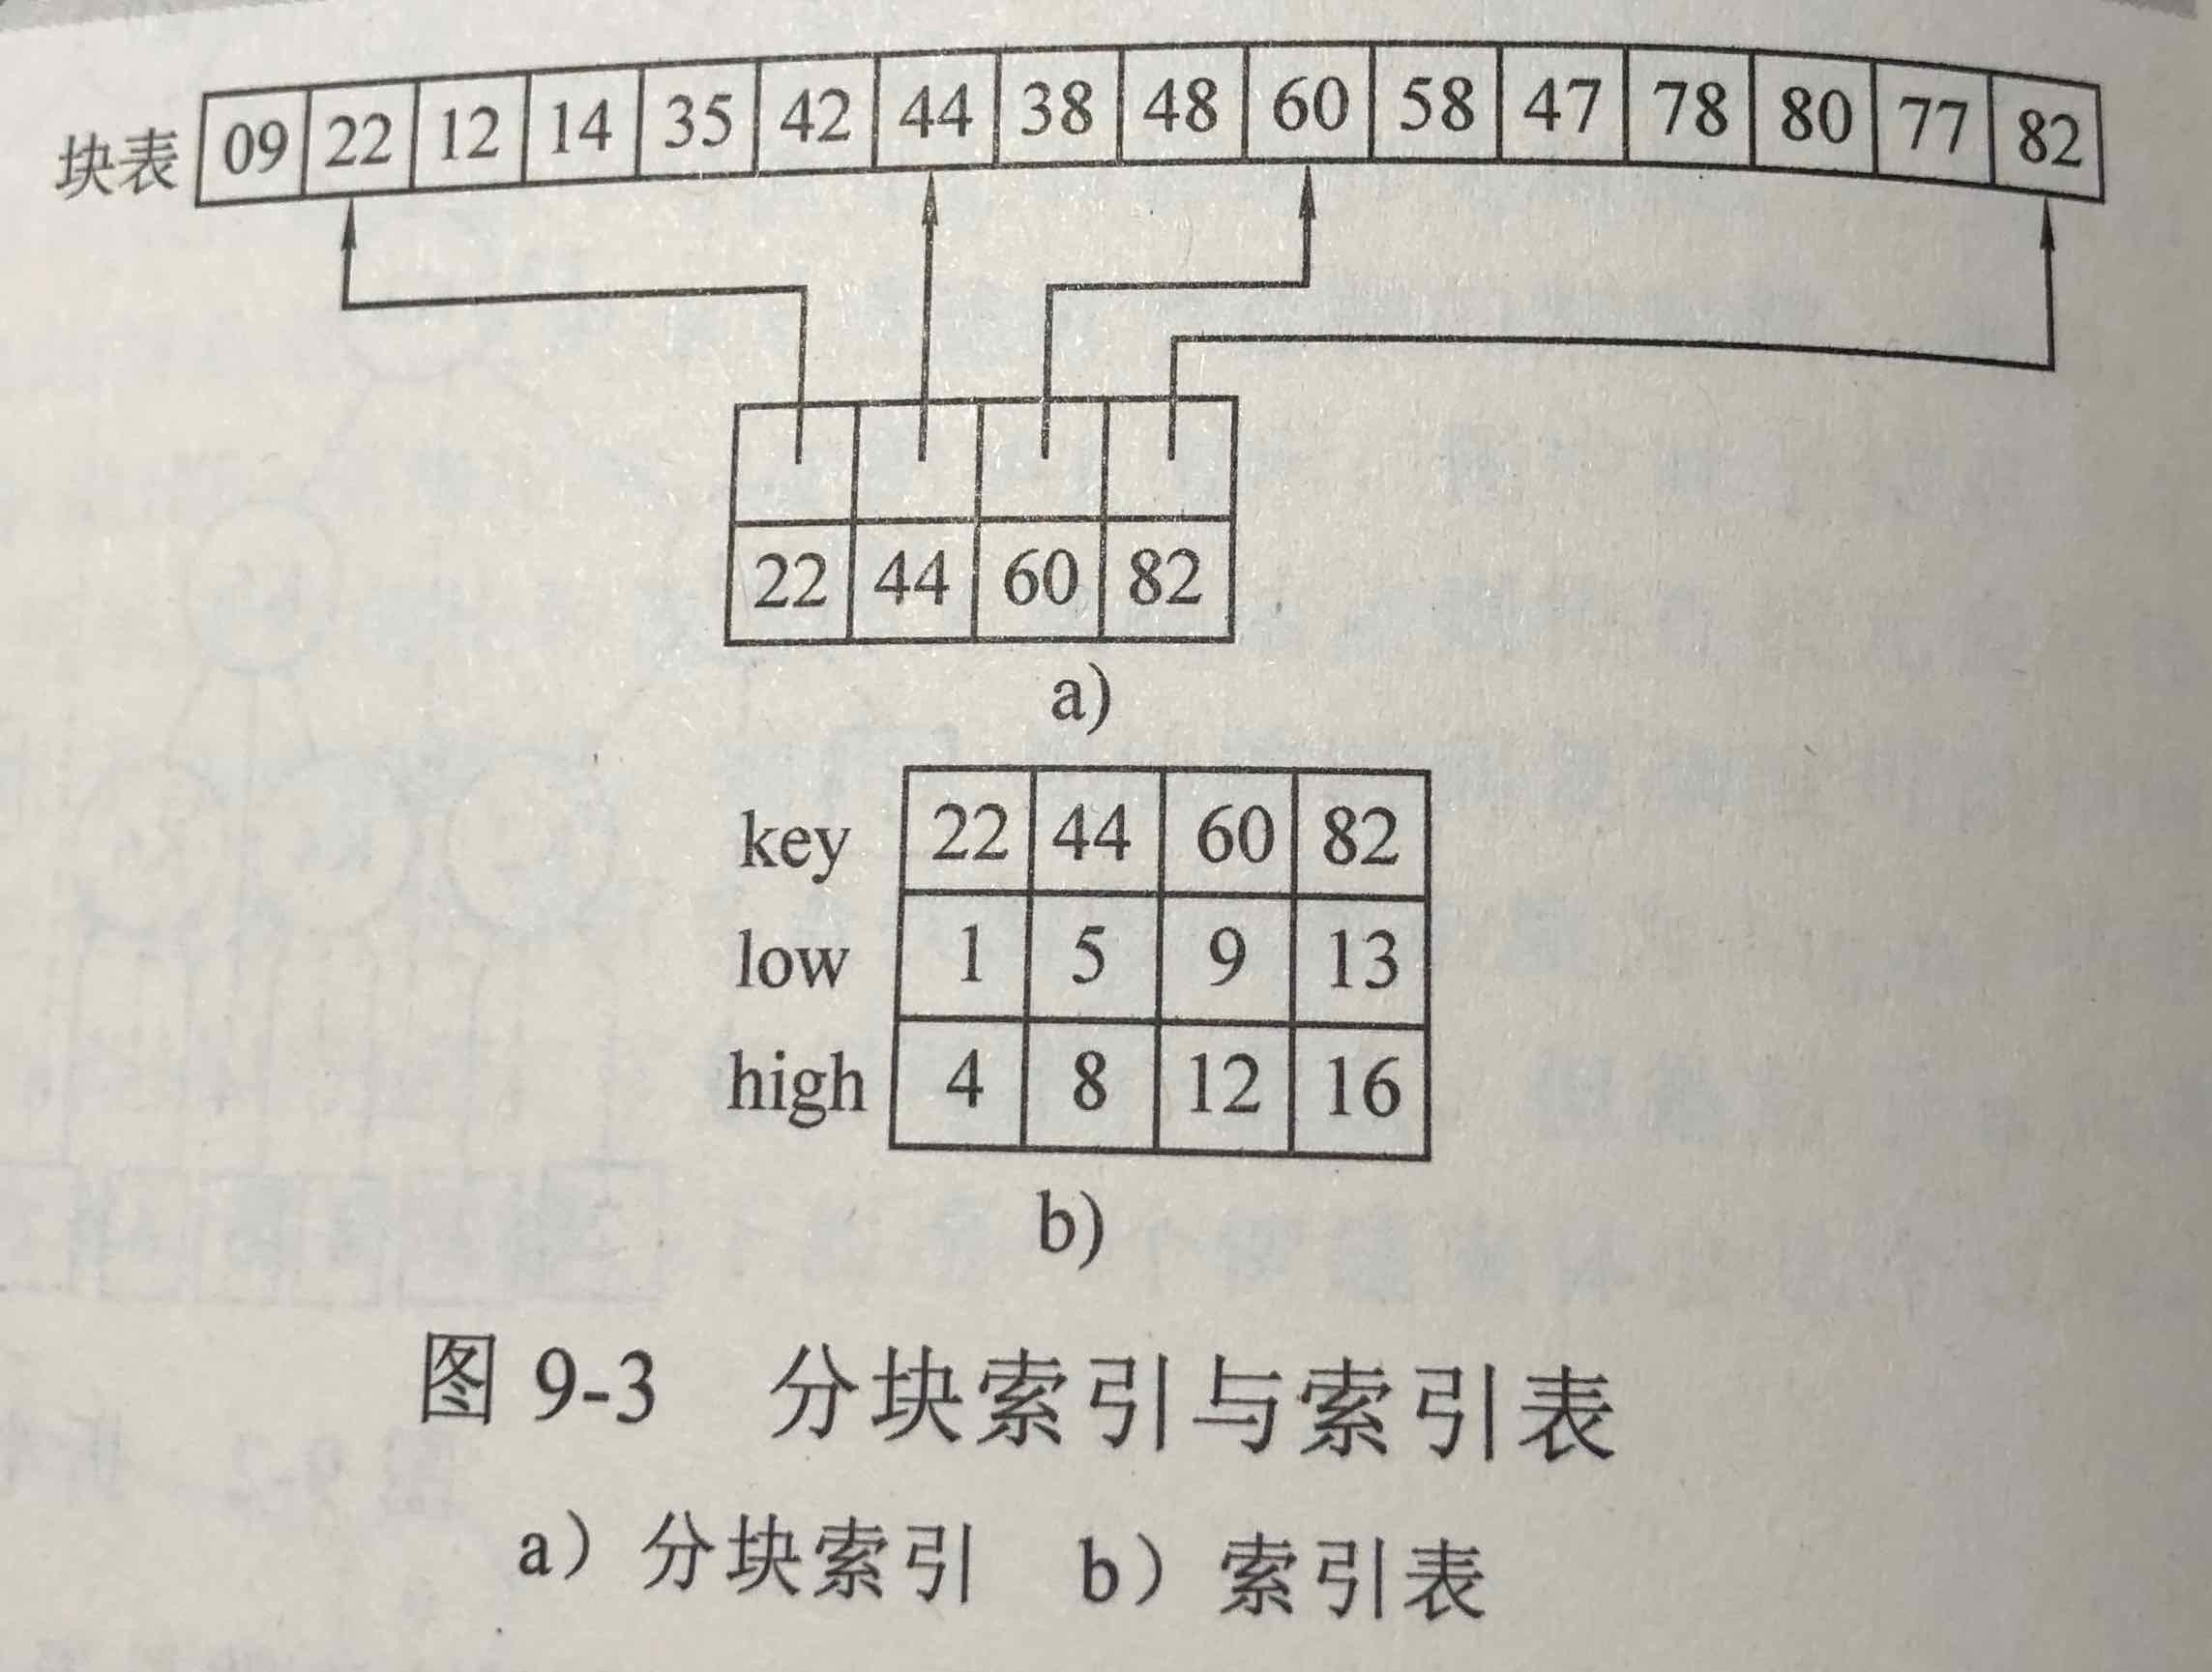 块表 09 22 12 14 35 42 44 38 48 60 58 47 78 80 77 82
22 44 60 82
a)
key 22 44 60 82
low 1 5 9 13
high 4 8 12 16
b)
图 9-3 分块索引与索引表
a）分块索引 b）索引表